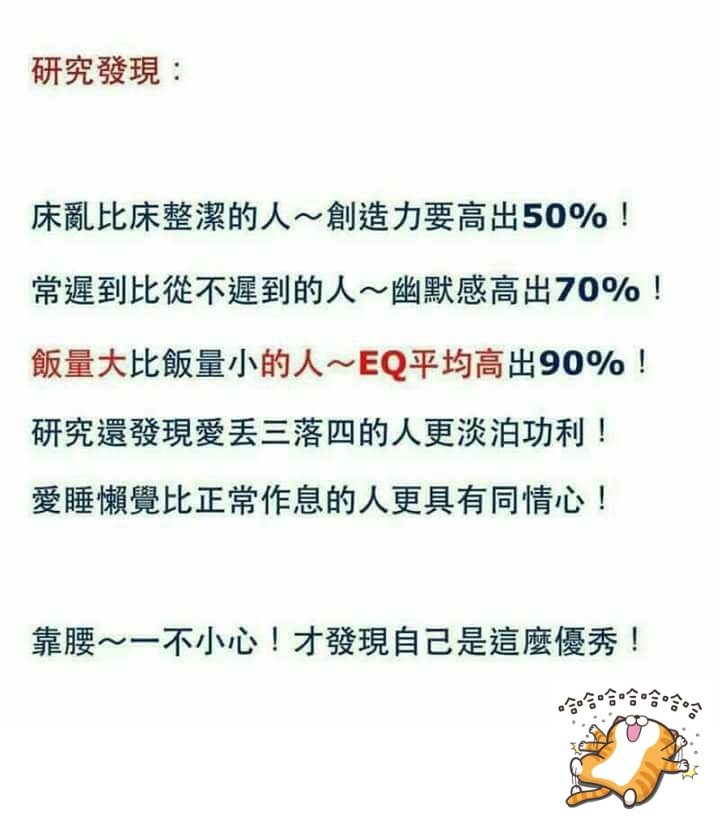 研究發現：
床亂比床整潔的人～創造力要高出50%！
常遲到比從不遲到的人～幽默感高出70%！
飯量大比飯量小的人～EQ平均高出90%！
研究還發現愛丟三落四的人更淡泊功利！
愛睡懶覺比正常作息的人更具有同情心！
靠腰～一不小心！才發現自己是這麼優秀！
哈哈哈哈哈哈哈